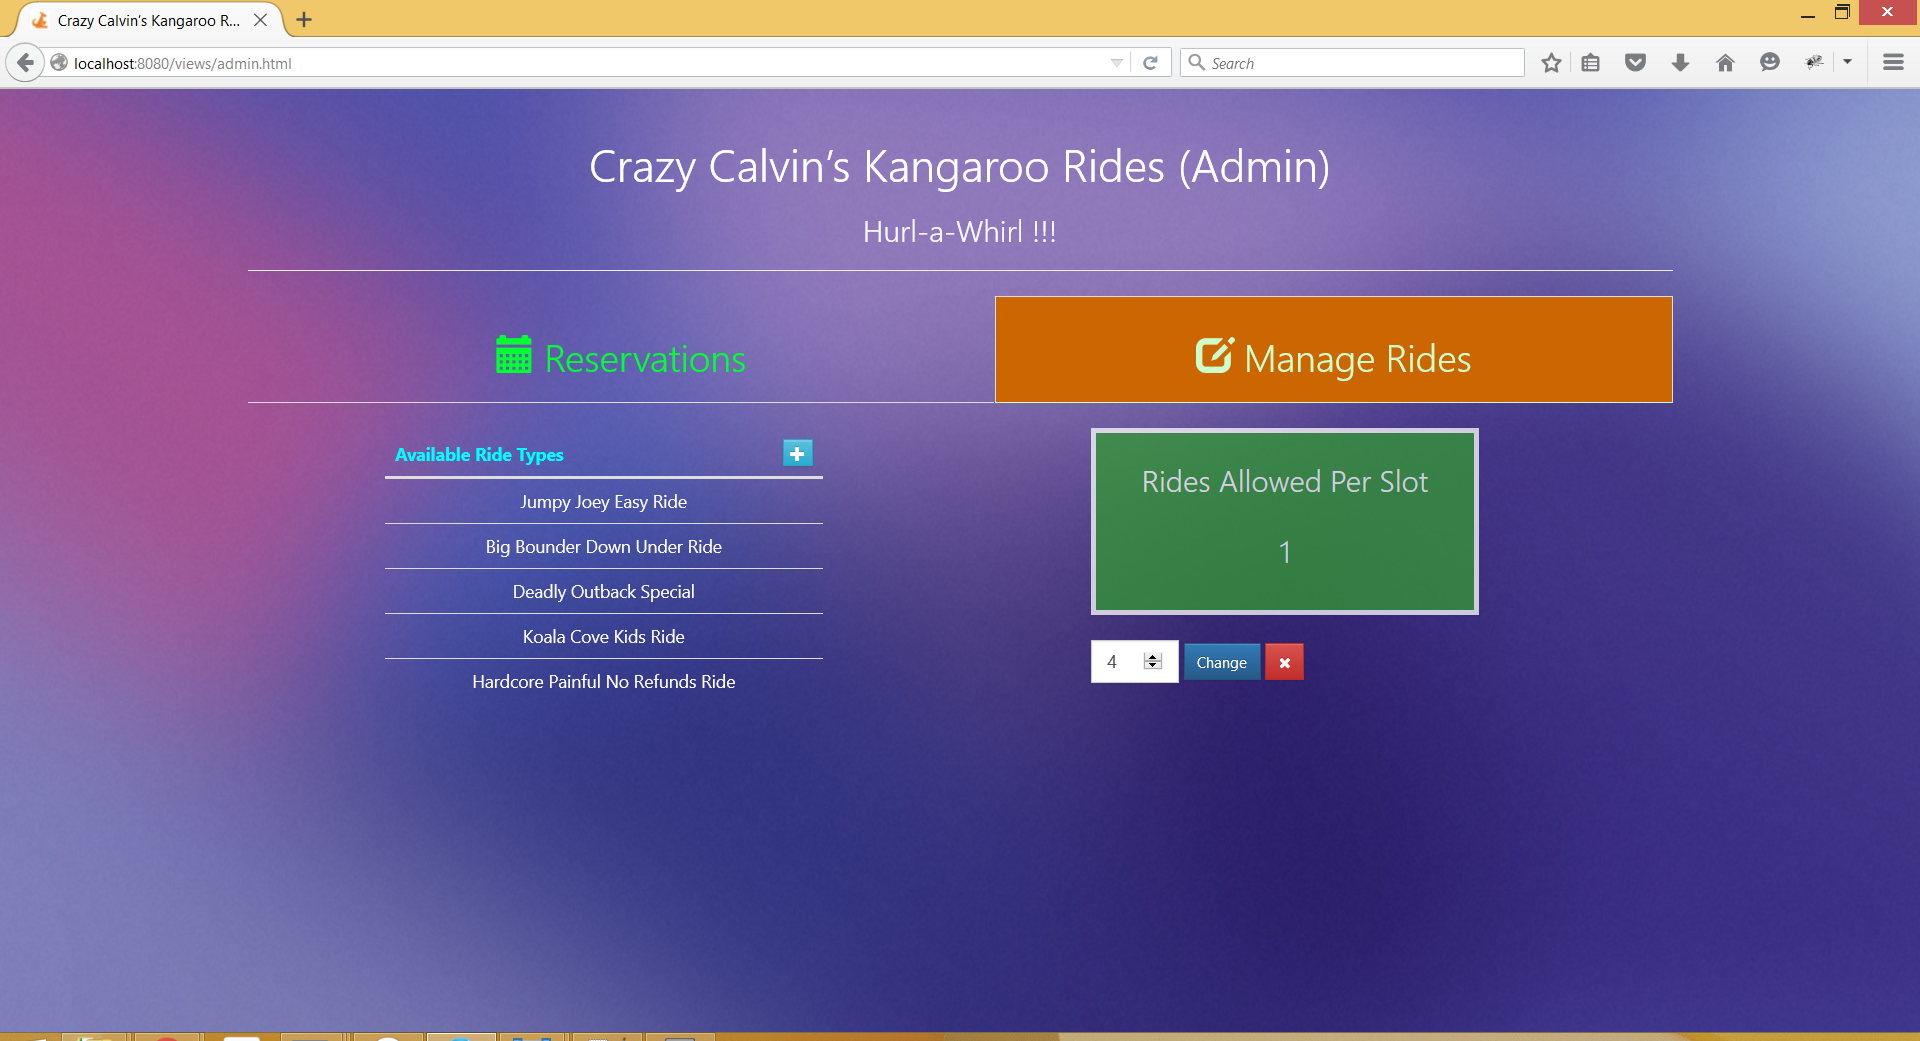 Crazy Calvin's Kangaroo R...
localhost:8080/views/admin.html
Search
Crazy Calvin's Kangaroo Rides (Admin)
Hurl-a-Whirl !!!
Reservations
Manage Rides
Available Ride Types
Jumpy Joey Easy Ride
Big Bounder Down Under Ride
Deadly Outback Special
Koala Cove Kids Ride
Hardcore Painful No Refunds Ride
Rides Allowed Per Slot
1
4
Change